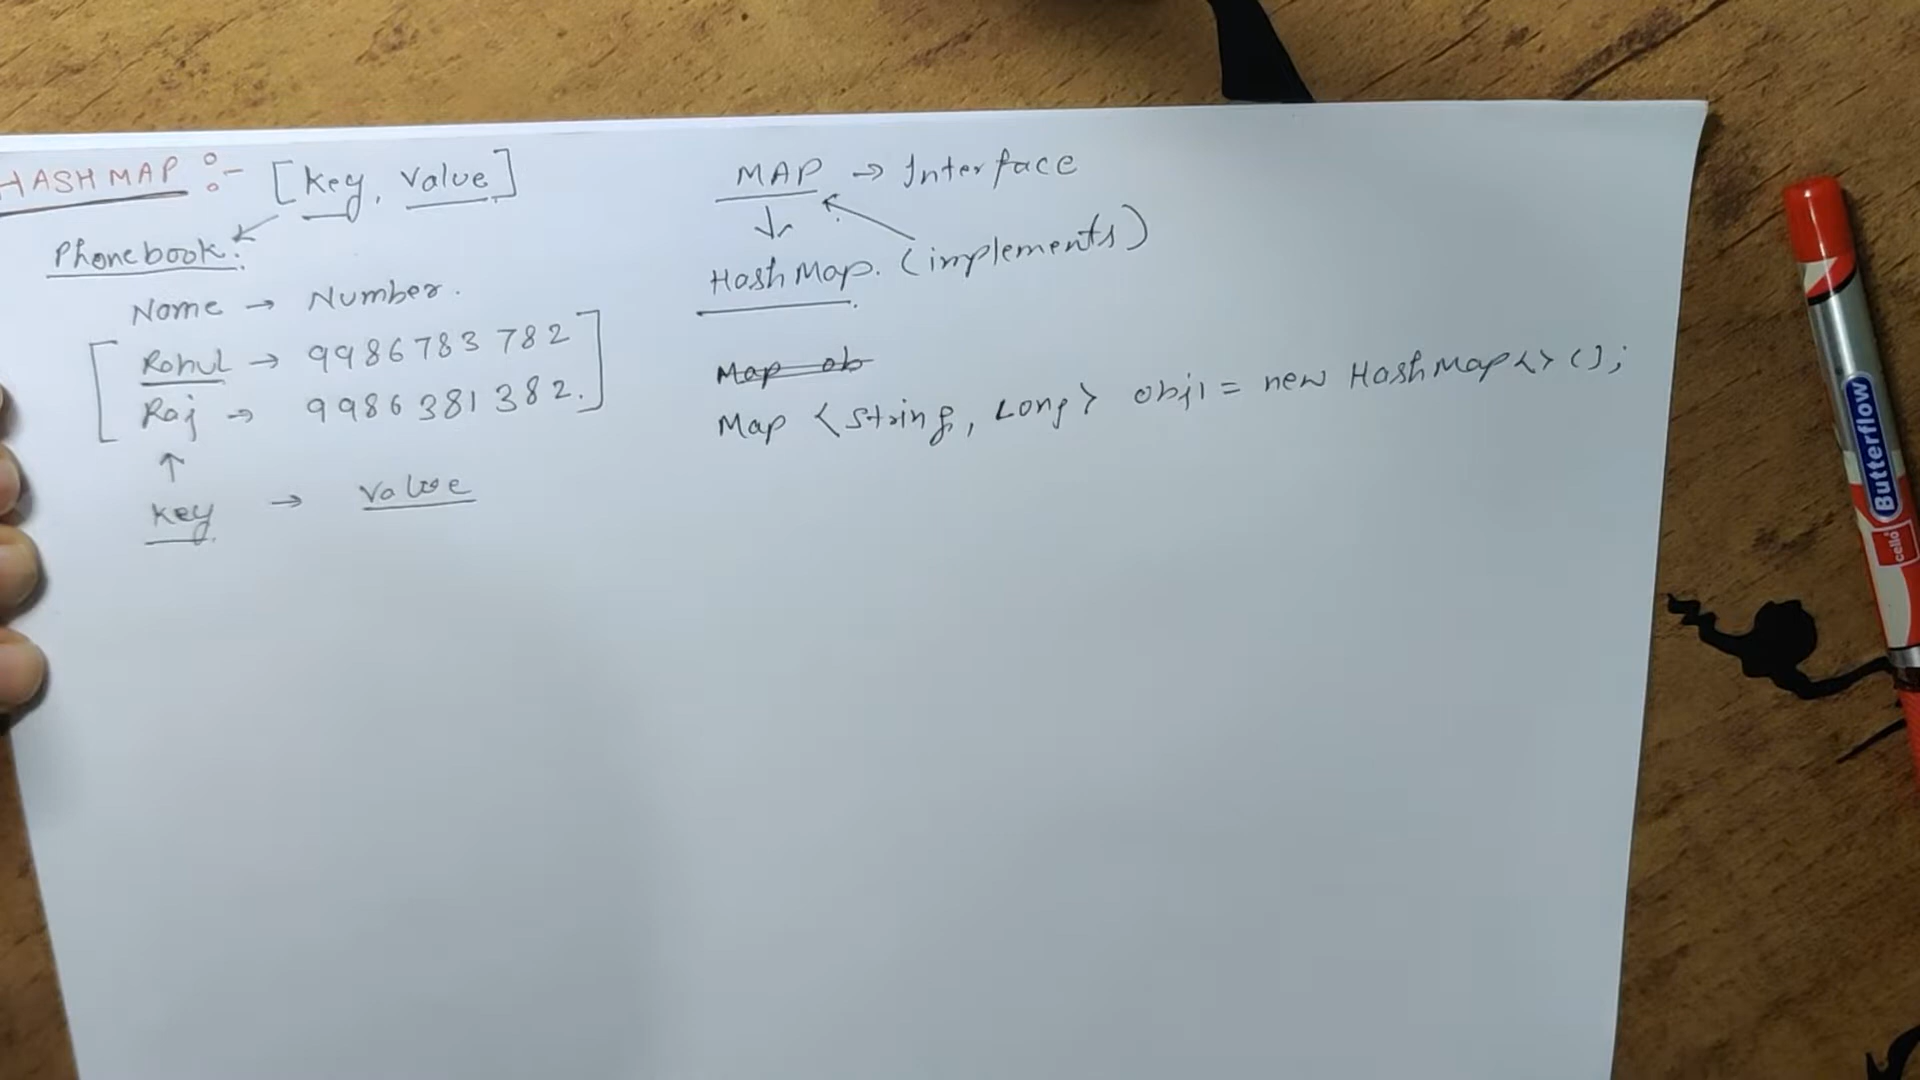 HASHMAP :- [Key, Value]
Phonebook.
Name → Number.
Rahul → 9986783782
Raj → 9986381382.
↑
Key → Value
MAP → Interface
HashMap. (implements)
Map ob
Map <String, Long> obj1 = new HashMap<>();
Butterflow
cello